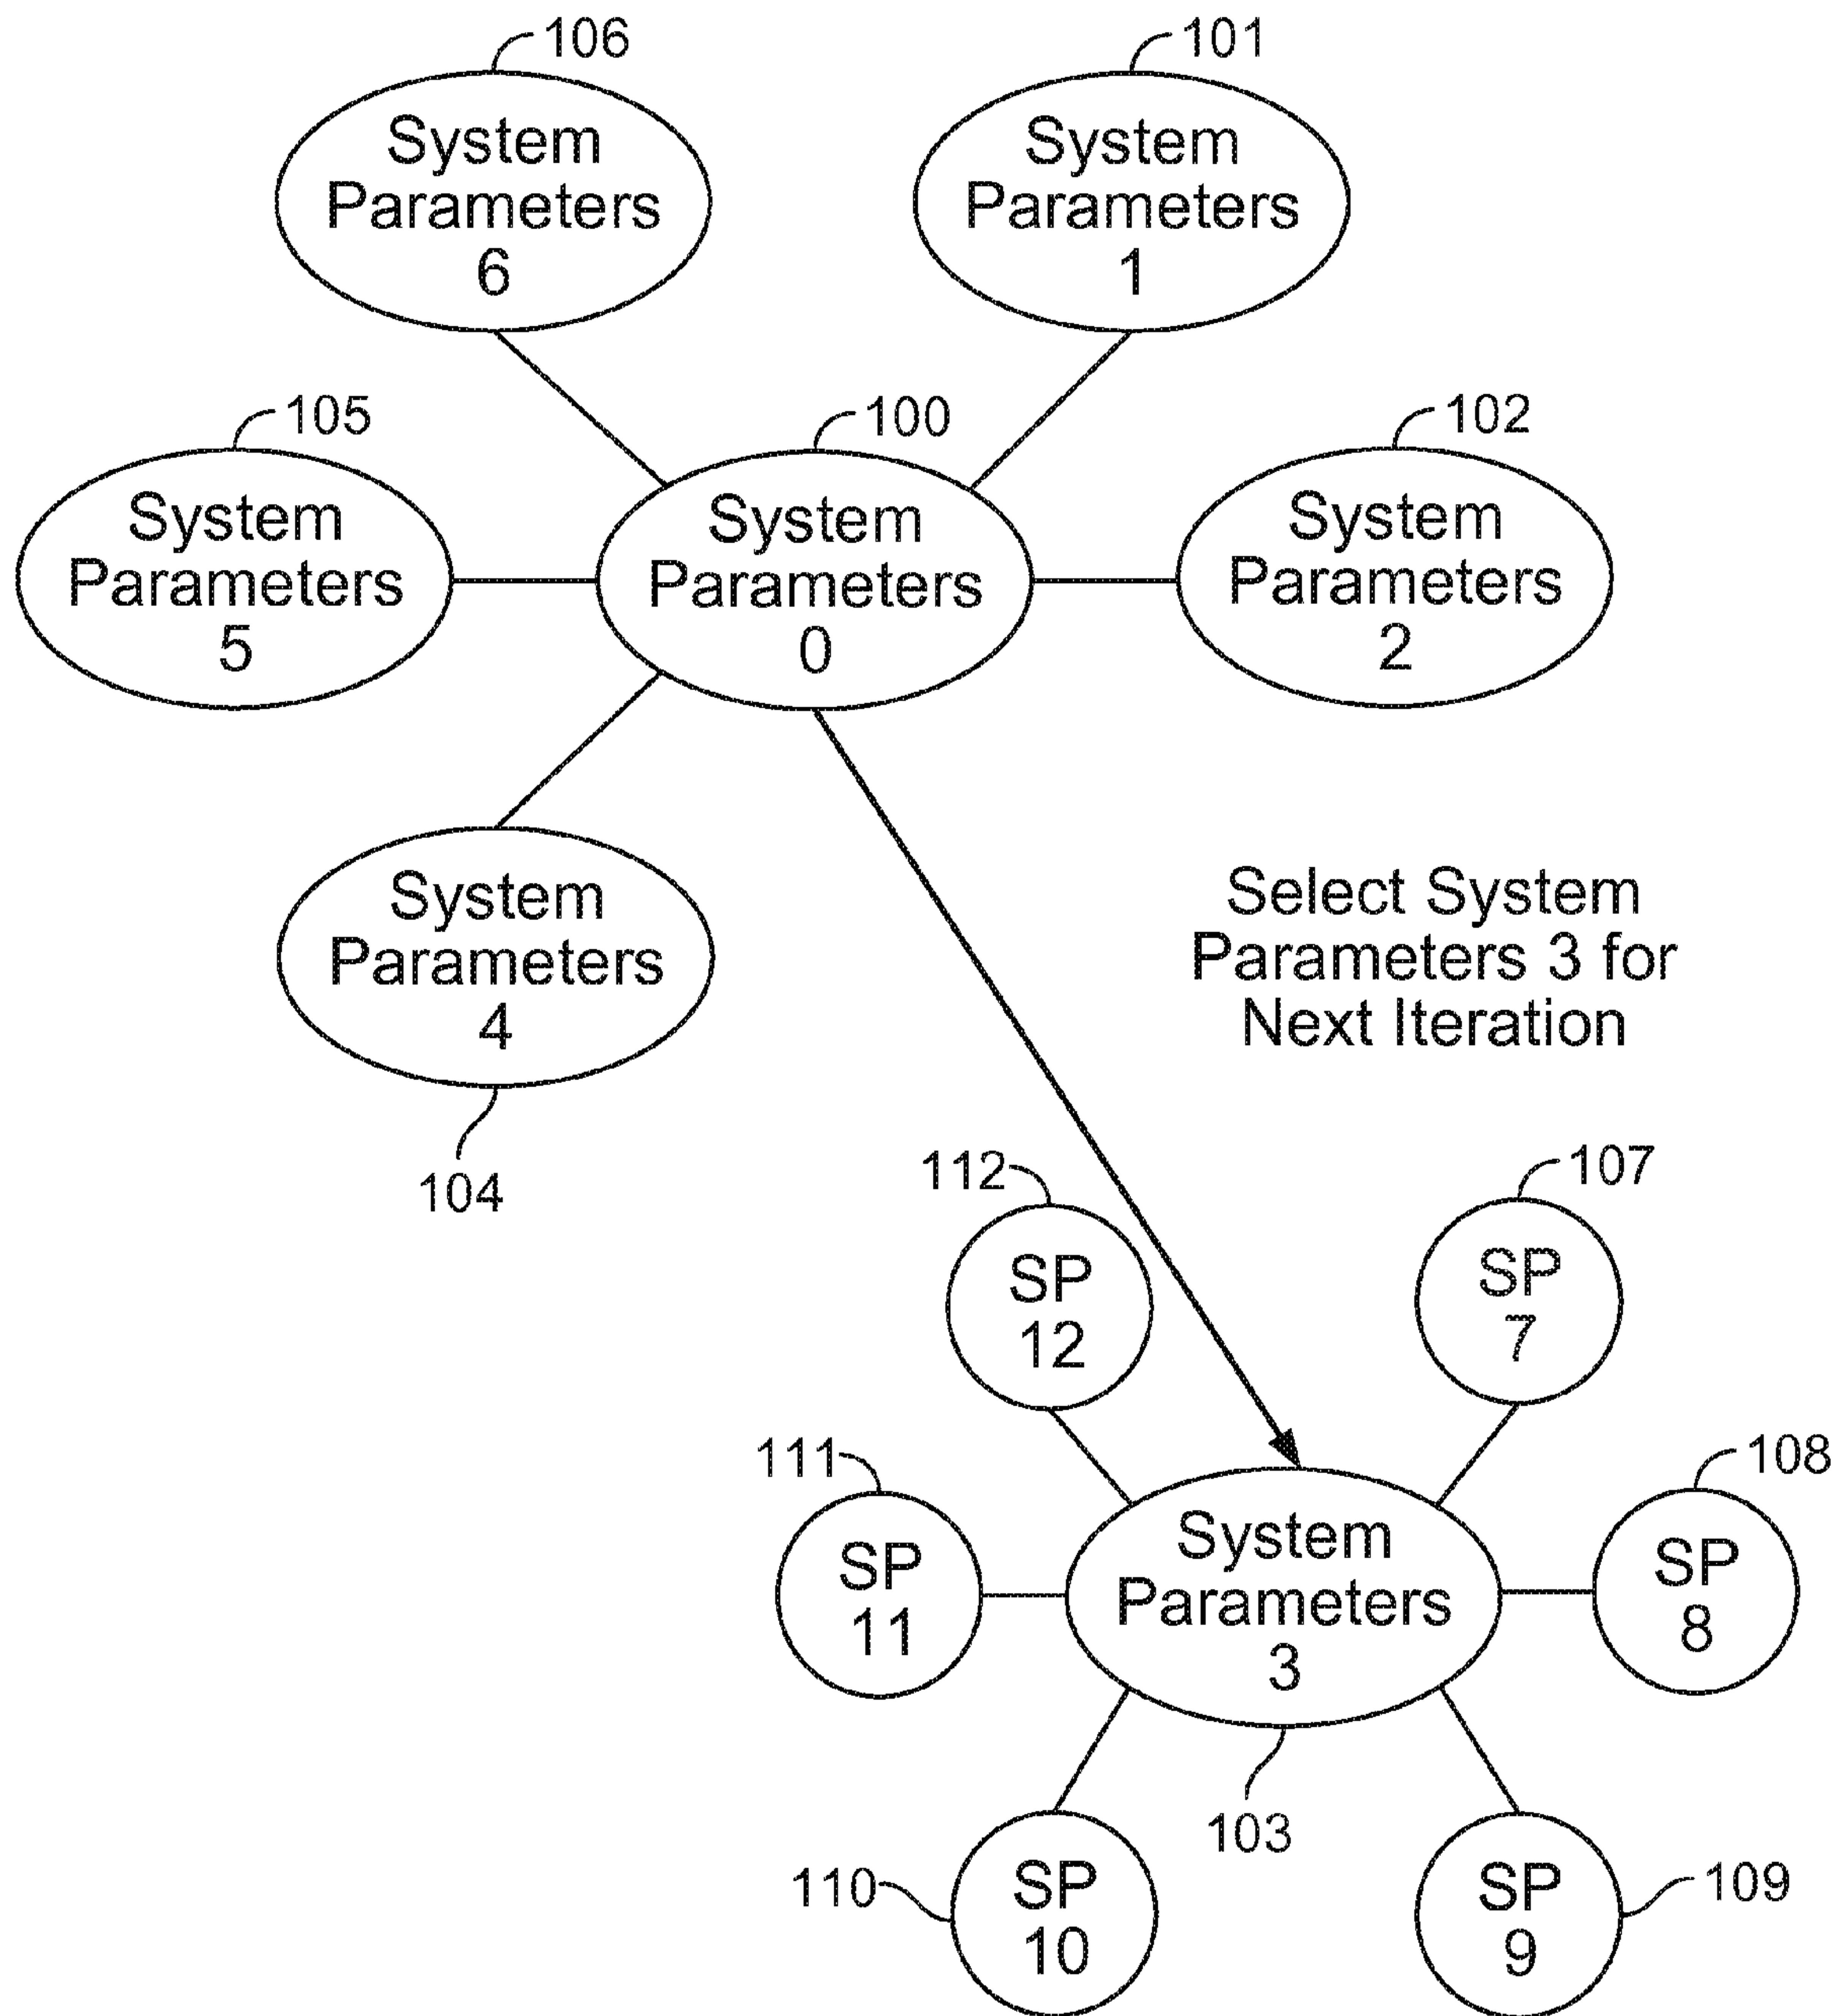 106
System
Parameters
6
101
System
Parameters
1
105
System
Parameters
5
100
System
Parameters
0
102
System
Parameters
2
System
Parameters
4
104
Select System
Parameters 3 for
Next Iteration
112
SP
12
107
SP
7
111
SP
11
System
Parameters
3
103
108
SP
8
110
SP
10
SP
9
109